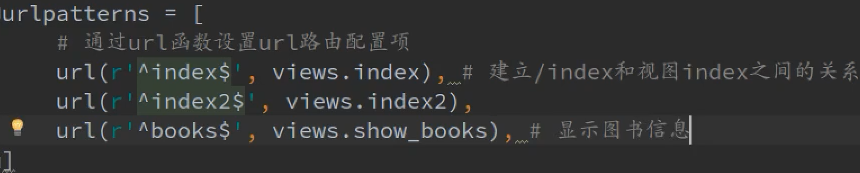 urlpatterns = [
# 通过url函数设置url路由配置项
url(r'^index$', views.index), # 建立/index和视图index之间的关系
url(r'^index2$', views.index2),
url(r'^books$', views.show_books), # 显示图书信息
]